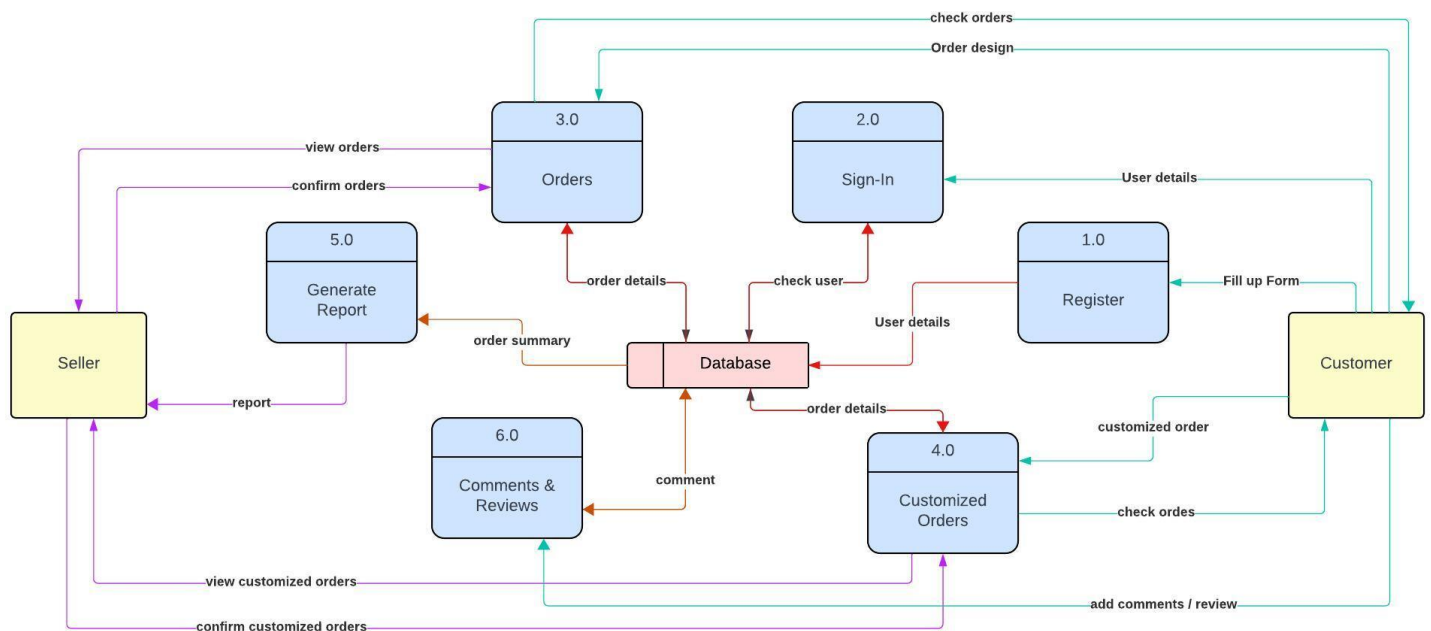 check orders
Order design
3.0
2.0
view orders
Orders
Sign-In
User details
confirm orders
5.0
1.0
order details
check user
Fill up Form
Generate
Report
Register
User details
order summary
Seller
Database
Customer
report
order details
6.0
4.0
customized order
comment
Comments &
Reviews
Customized
Orders
check ordes
view customized orders
add comments / review
confirm customized orders